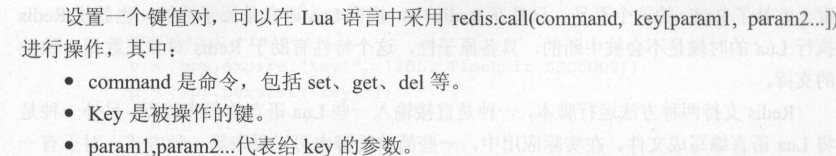 设置一个键值对，可以在 Lua 语言中采用 redis.call(command, key[param1, param2...])
进行操作，其中：
● command 是命令，包括 set、get、del 等。
● Key 是被操作的键。
● param1,param2...代表给 key 的参数。